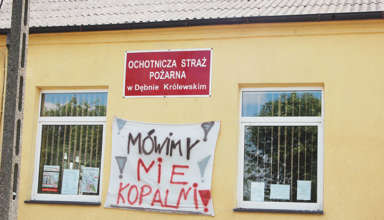 OCHOTNICZA STRAŻ
POŻARNA
w Dębnie Królewskim
MÓWIMY
NIE
KOPALNI!